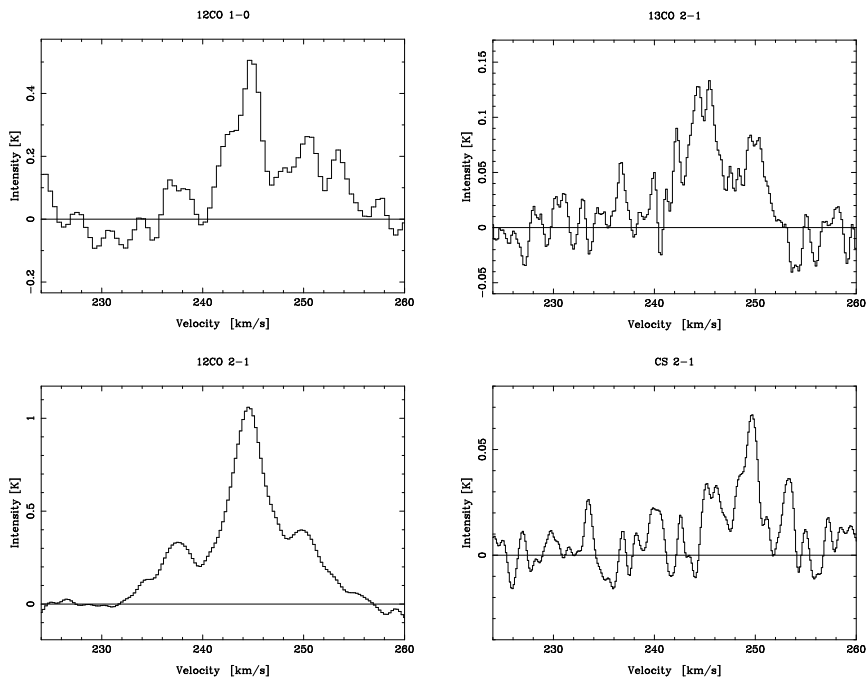 12CO 1−0
Intensity [K]
−0.2 0 0.2 0.4
230 240 250 260
Velocity [km/s]
13CO 2−1
Intensity [K]
−0.05 0 0.05 0.1 0.15
230 240 250 260
Velocity [km/s]
12CO 2−1
Intensity [K]
0 0.5 1
230 240 250 260
Velocity [km/s]
CS 2−1
Intensity [K]
0 0.05
230 240 250 260
Velocity [km/s]